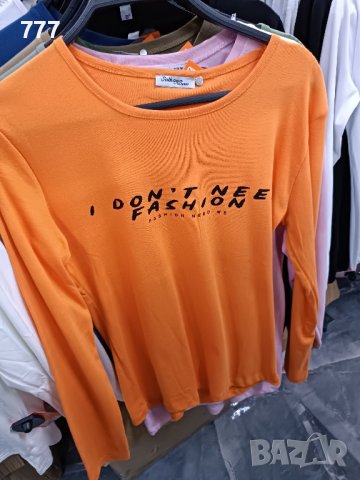 777
I DON'T NEE
FASHION
FASHION NEED ME
BAZAR